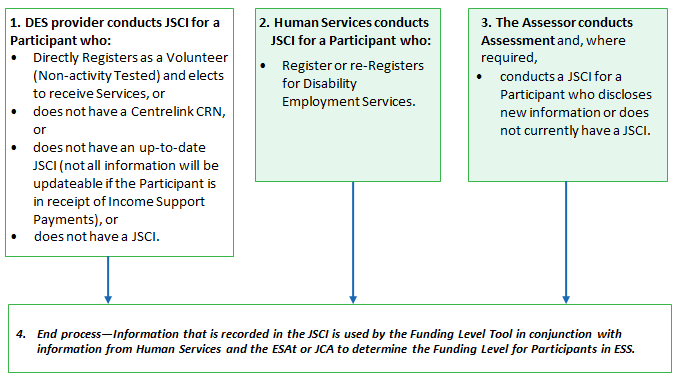 1. DES provider conducts JSCI for a
Participant who:
• Directly Registers as a Volunteer
(Non-activity Tested) and elects
to receive Services, or
• does not have a Centrelink CRN,
or
• does not have an up-to-date
JSCI (not all information will be
updateable if the Participant is
in receipt of Income Support
Payments), or
• does not have a JSCI.
2. Human Services conducts
JSCI for a Participant who:
• Register or re-Registers
for Disability
Employment Services.
3. The Assessor conducts
Assessment and, where
required,
• conducts a JSCI for a
Participant who discloses
new information or does
not currently have a JSCI.
4. End process—Information that is recorded in the JSCI is used by the Funding Level Tool in conjunction with
information from Human Services and the ESAt or JCA to determine the Funding Level for Participants in ESS.